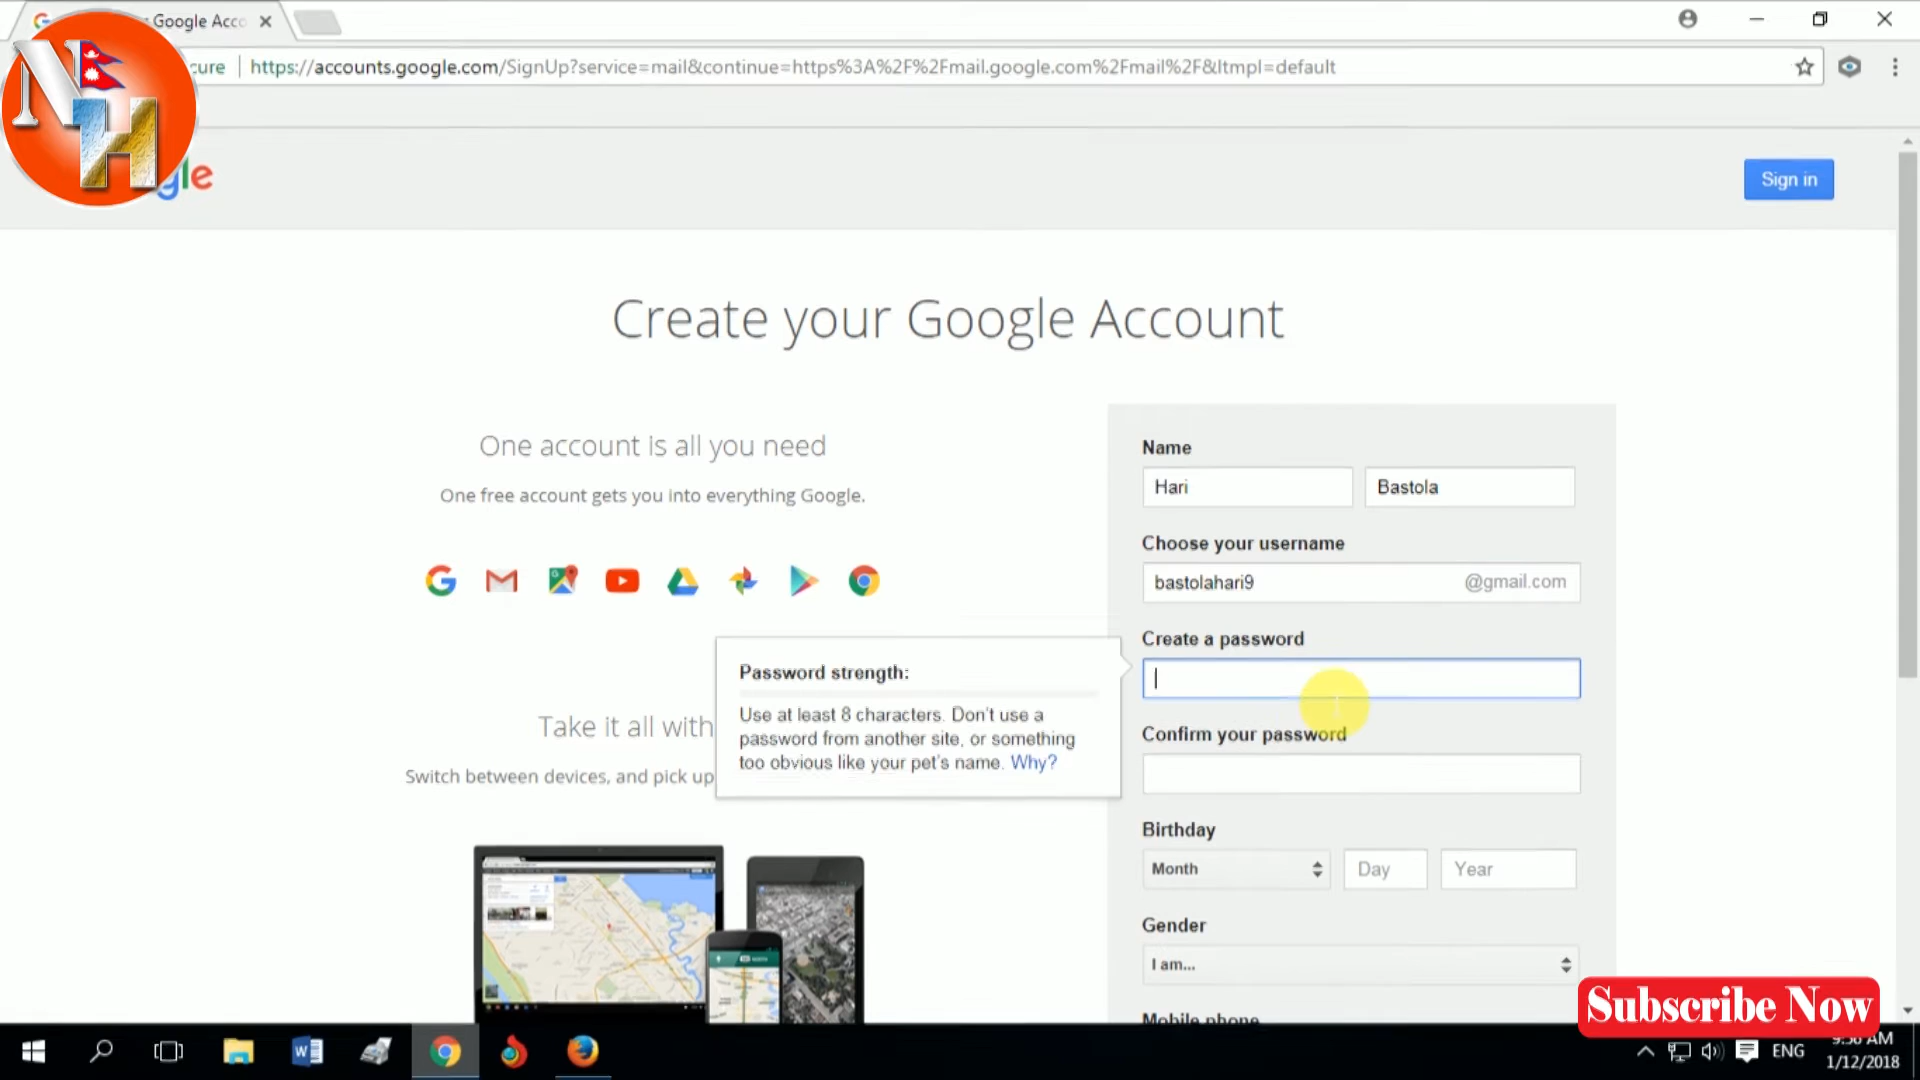 Google Acco
cure | https://accounts.google.com/SignUp?service=mail&continue=https%3A%2F%2Fmail.google.com%2Fmail%2F&ltmpl=default
NH
gle
Sign in
Create your Google Account
One account is all you need
One free account gets you into everything Google.
Take it all with
Switch between devices, and pick up
Name
Hari
Bastola
Choose your username
bastolahari9
@gmail.com
Create a password
Password strength:
Use at least 8 characters. Don't use a
password from another site, or something
too obvious like your pet's name. Why?
Confirm your password
Birthday
Month
Day
Year
Gender
I am...
Mobile phone
Subscribe Now
ENG
9:56 AM
1/12/2018